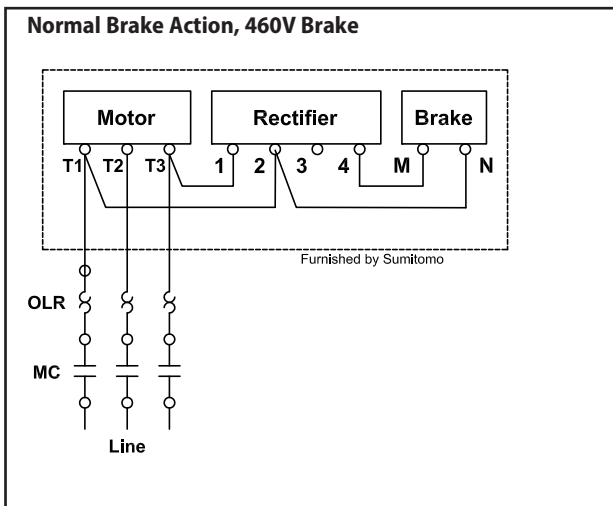 Normal Brake Action, 460V Brake
Motor Rectifier Brake
T1 T2 T3 1 2 3 4 M N
Furnished by Sumitomo
OLR
MC
Line